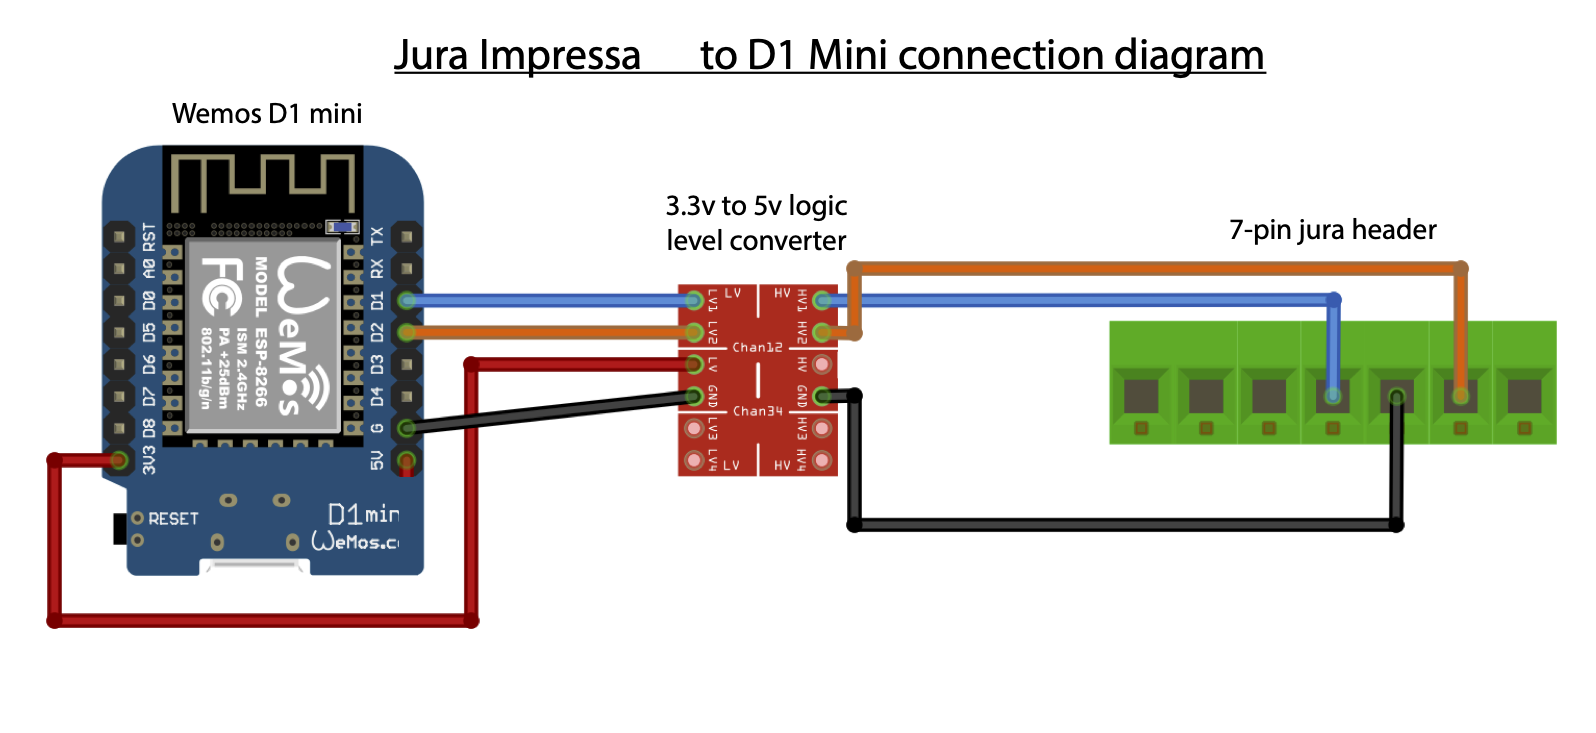 Jura Impressa to D1 Mini connection diagram
Wemos D1 mini
3.3v to 5v logic
level converter
7-pin jura header
RST
A0
D0
D5
D6
D7
D8
3V3
TX
RX
D1
D2
D3
D4
G
5V
WeMos
MODEL ESP-8266
ISM 2.4GHz
PA +25dBm
802.11b/g/n
FC
RESET
D1 min
WeMos.c
LV HV
LV1 HV1
LV2 HV2
Chan12
LV HV
GND GND
Chan34
LV3 HV3
LV4 HV4
LV HV